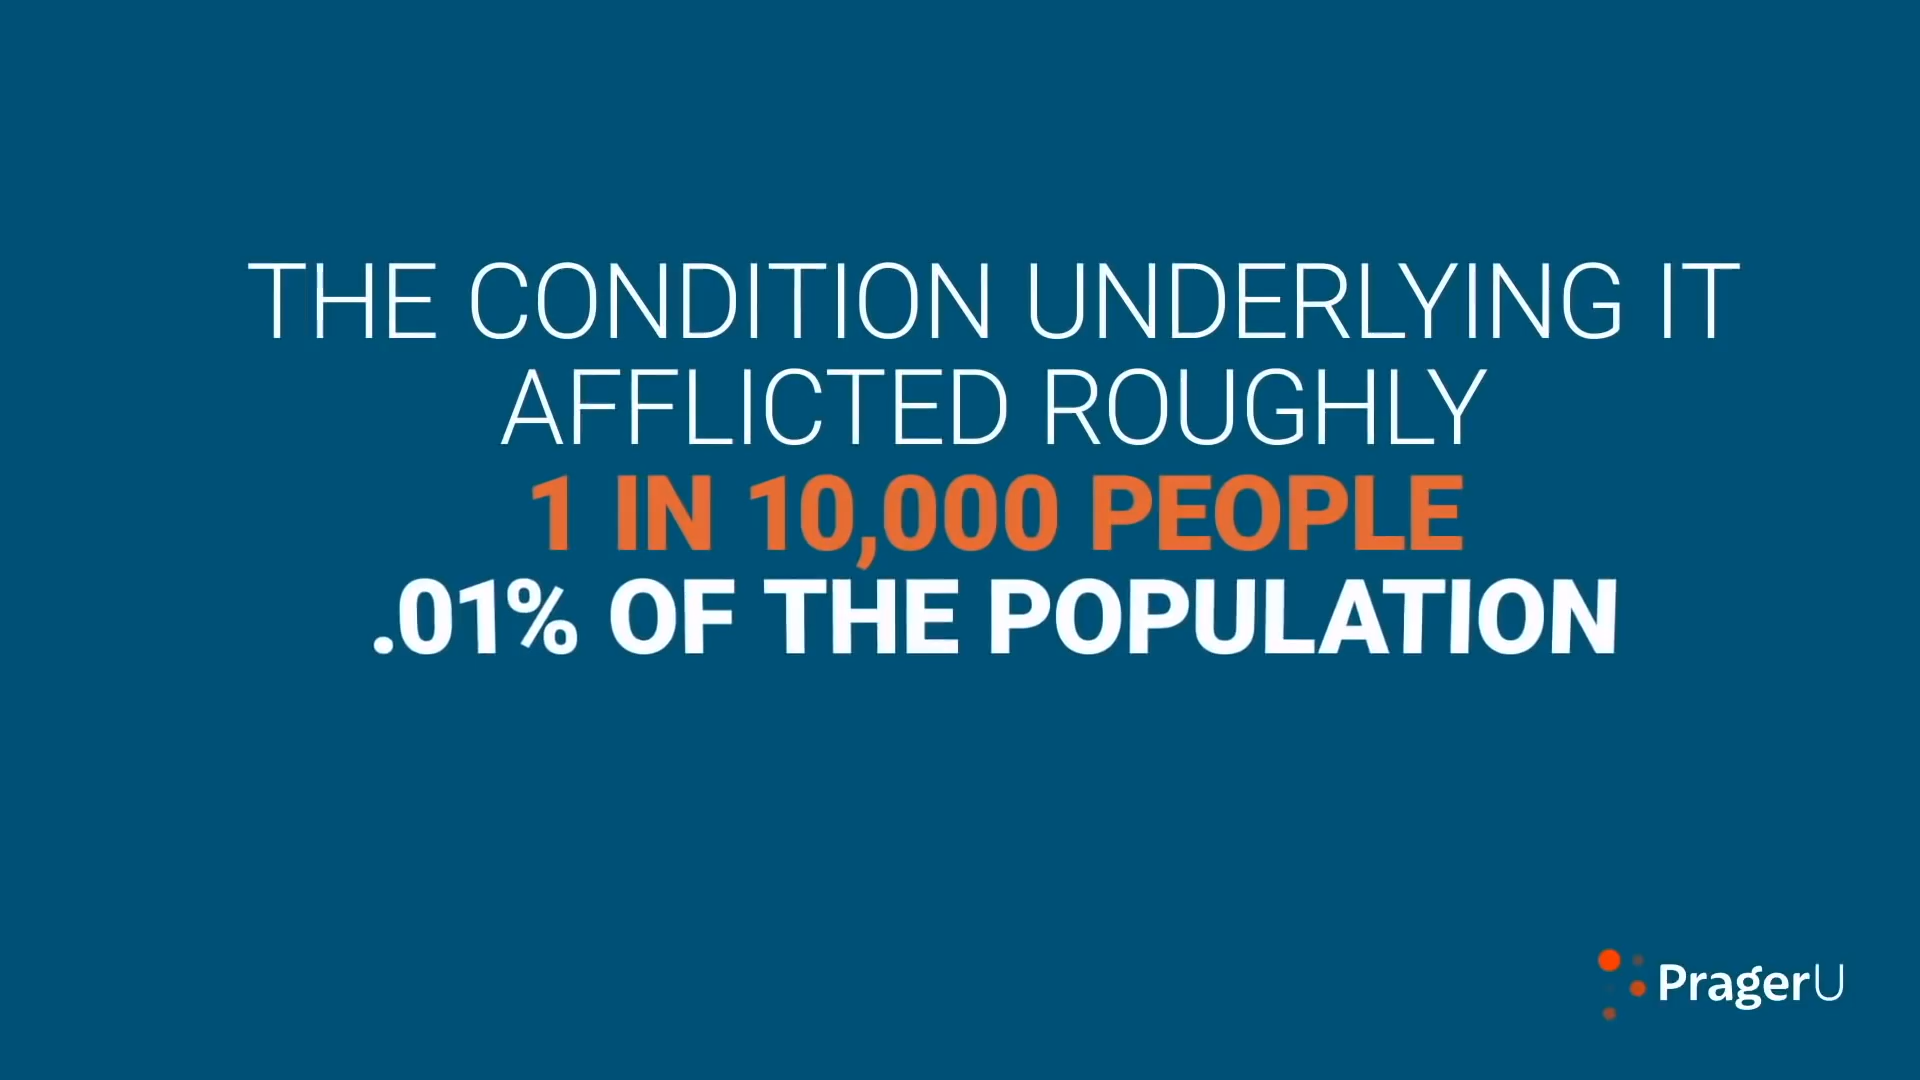 THE CONDITION UNDERLYING IT
AFFLICTED ROUGHLY
1 IN 10,000 PEOPLE
.01% OF THE POPULATION
PragerU